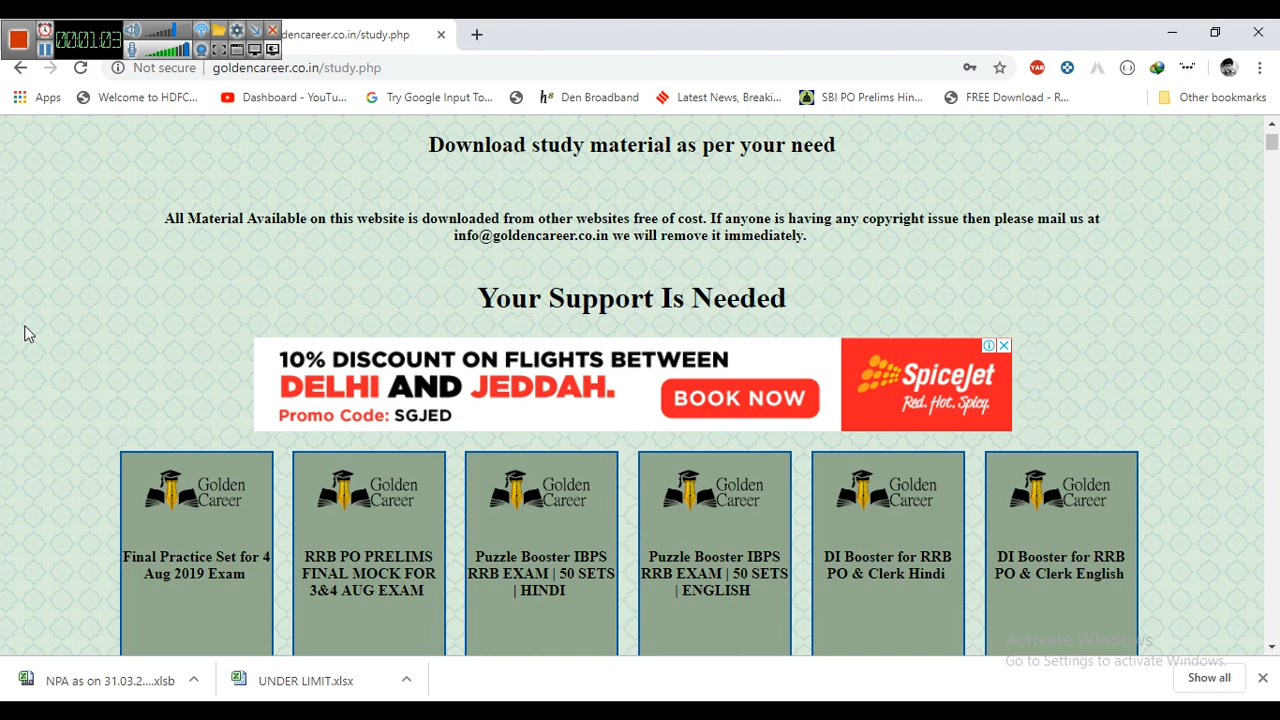 00:01:03
dencareer.co.in/study.php
Not secure
goldencareer.co.in/study.php
YAB
Apps
Welcome to HDFC...
Dashboard - YouTu...
Try Google Input To...
Den Broadband
Latest News, Breaki...
SBI PO Prelims Hin...
FREE Download - R...
Other bookmarks
Download study material as per your need
All Material Available on this website is downloaded from other websites free of cost. If anyone is having any copyright issue then please mail us at
info@goldencareer.co.in we will remove it immediately.
Your Support Is Needed
10% DISCOUNT ON FLIGHTS BETWEEN
DELHI AND JEDDAH.
Promo Code: SGJED
BOOK NOW
SpiceJet
Red. Hot. Spicy.
Golden
Career
Final Practice Set for 4
Aug 2019 Exam
Golden
Career
RRB PO PRELIMS
FINAL MOCK FOR
3&4 AUG EXAM
Golden
Career
Puzzle Booster IBPS
RRB EXAM | 50 SETS
| HINDI
Golden
Career
Puzzle Booster IBPS
RRB EXAM | 50 SETS
| ENGLISH
Golden
Career
DI Booster for RRB
PO & Clerk Hindi
Golden
Career
DI Booster for RRB
PO & Clerk English
Activate Windows
Go to Settings to activate Windows.
NPA as on 31.03.2....xlsb
UNDER LIMIT.xlsx
Show all